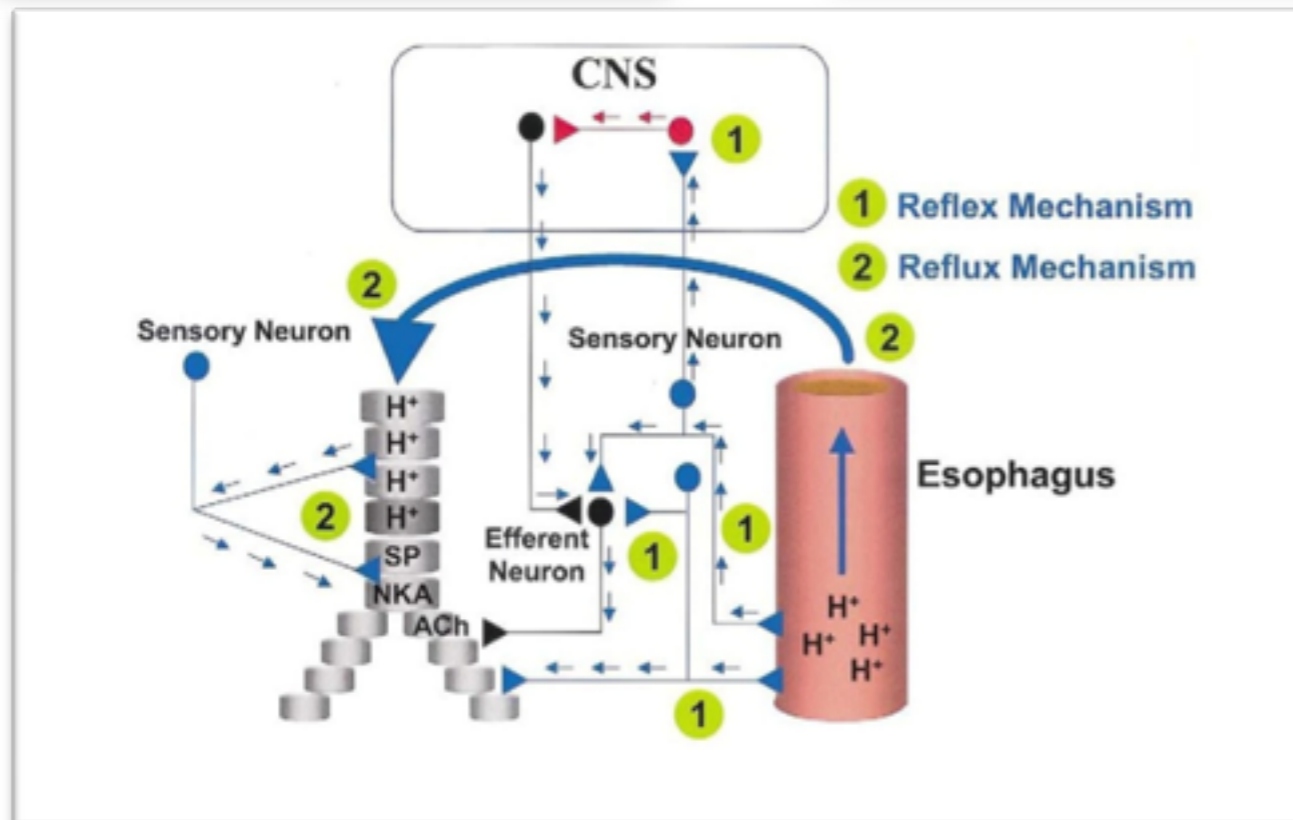 CNS
1
1 Reflex Mechanism
2 Reflux Mechanism
2
2
Sensory Neuron
Sensory Neuron
H⁺
H⁺
H⁺
H⁺
SP
NKA
ACh
2
Efferent
Neuron
1
1
1
Esophagus
H⁺
H⁺
H⁺
H⁺